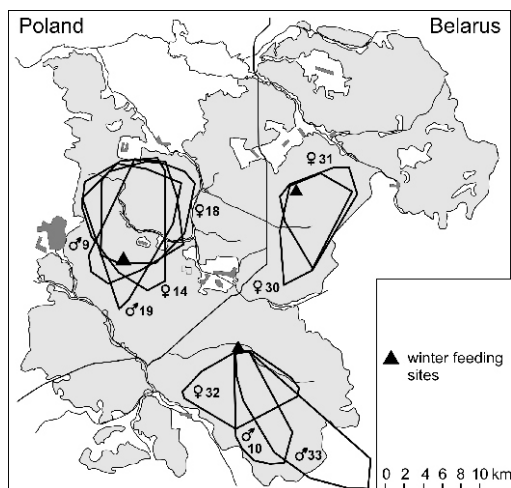 Poland
Belarus
♀31
♀18
♂9
♀14
♀30
♂19
▲ winter feeding
sites
♀32
♂
10
♂33
0 2 4 6 8 10 km